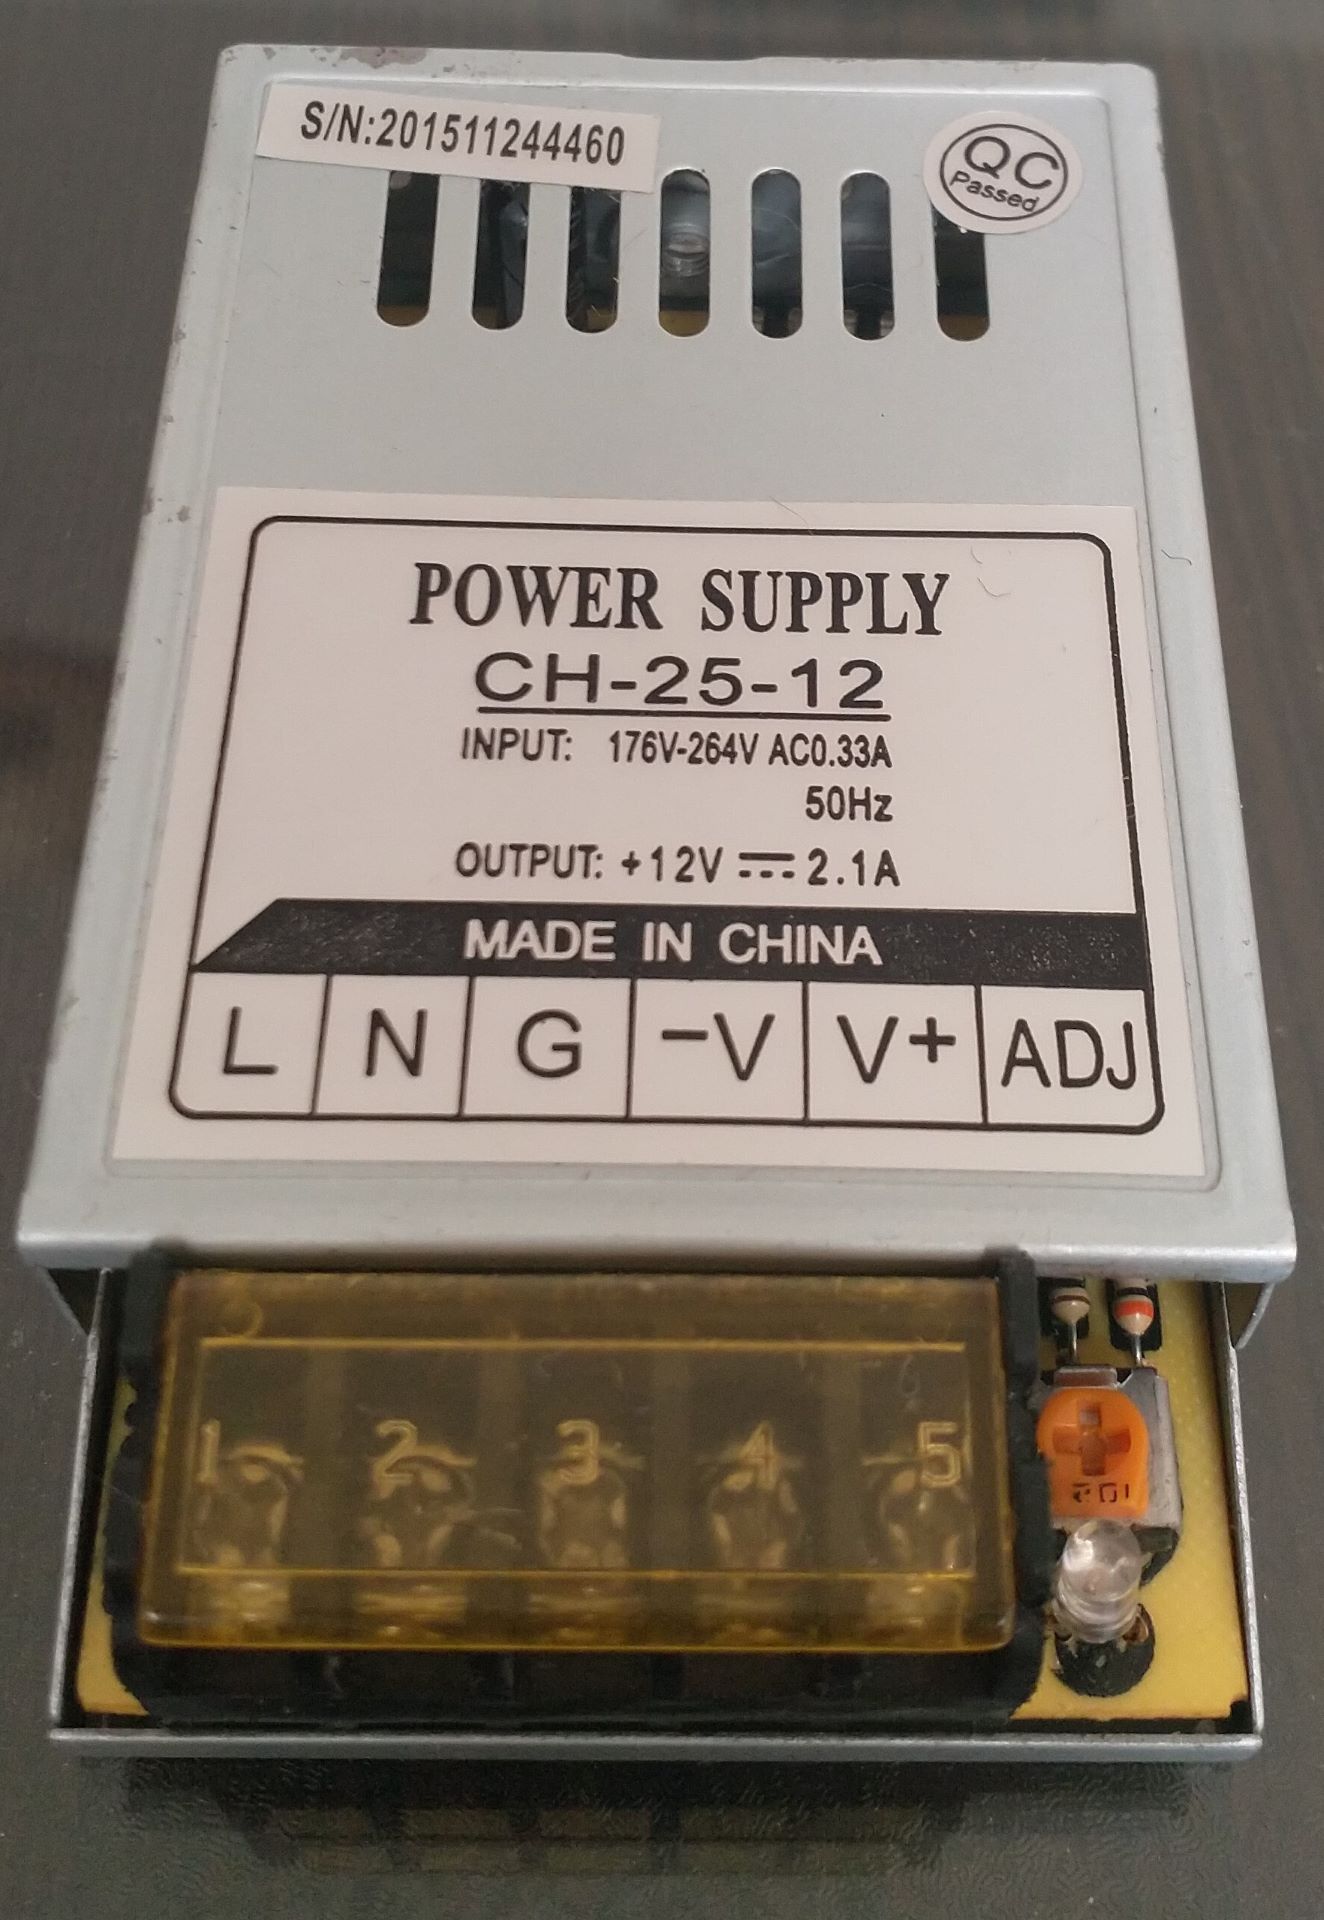 S/N:201511244460
QC
Passed
POWER SUPPLY
CH-25-12
INPUT: 176V-264V AC0.33A
50Hz
OUTPUT: +12V ⎓ 2.1A
MADE IN CHINA
L N G -V V+ ADJ
1 2 3 4 5